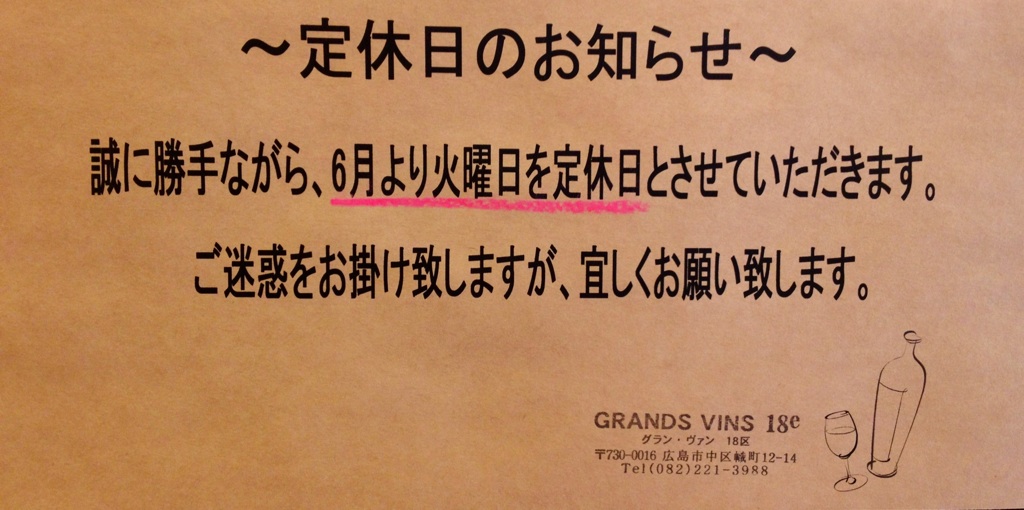 ～定休日のお知らせ～
誠に勝手ながら、6月より火曜日を定休日とさせていただきます。
ご迷惑をお掛け致しますが、宜しくお願い致します。
GRANDS VINS 18e
グラン・ヴァン 18区
〒730-0016 広島市中区幟町12-14
Tel(082)221-3988